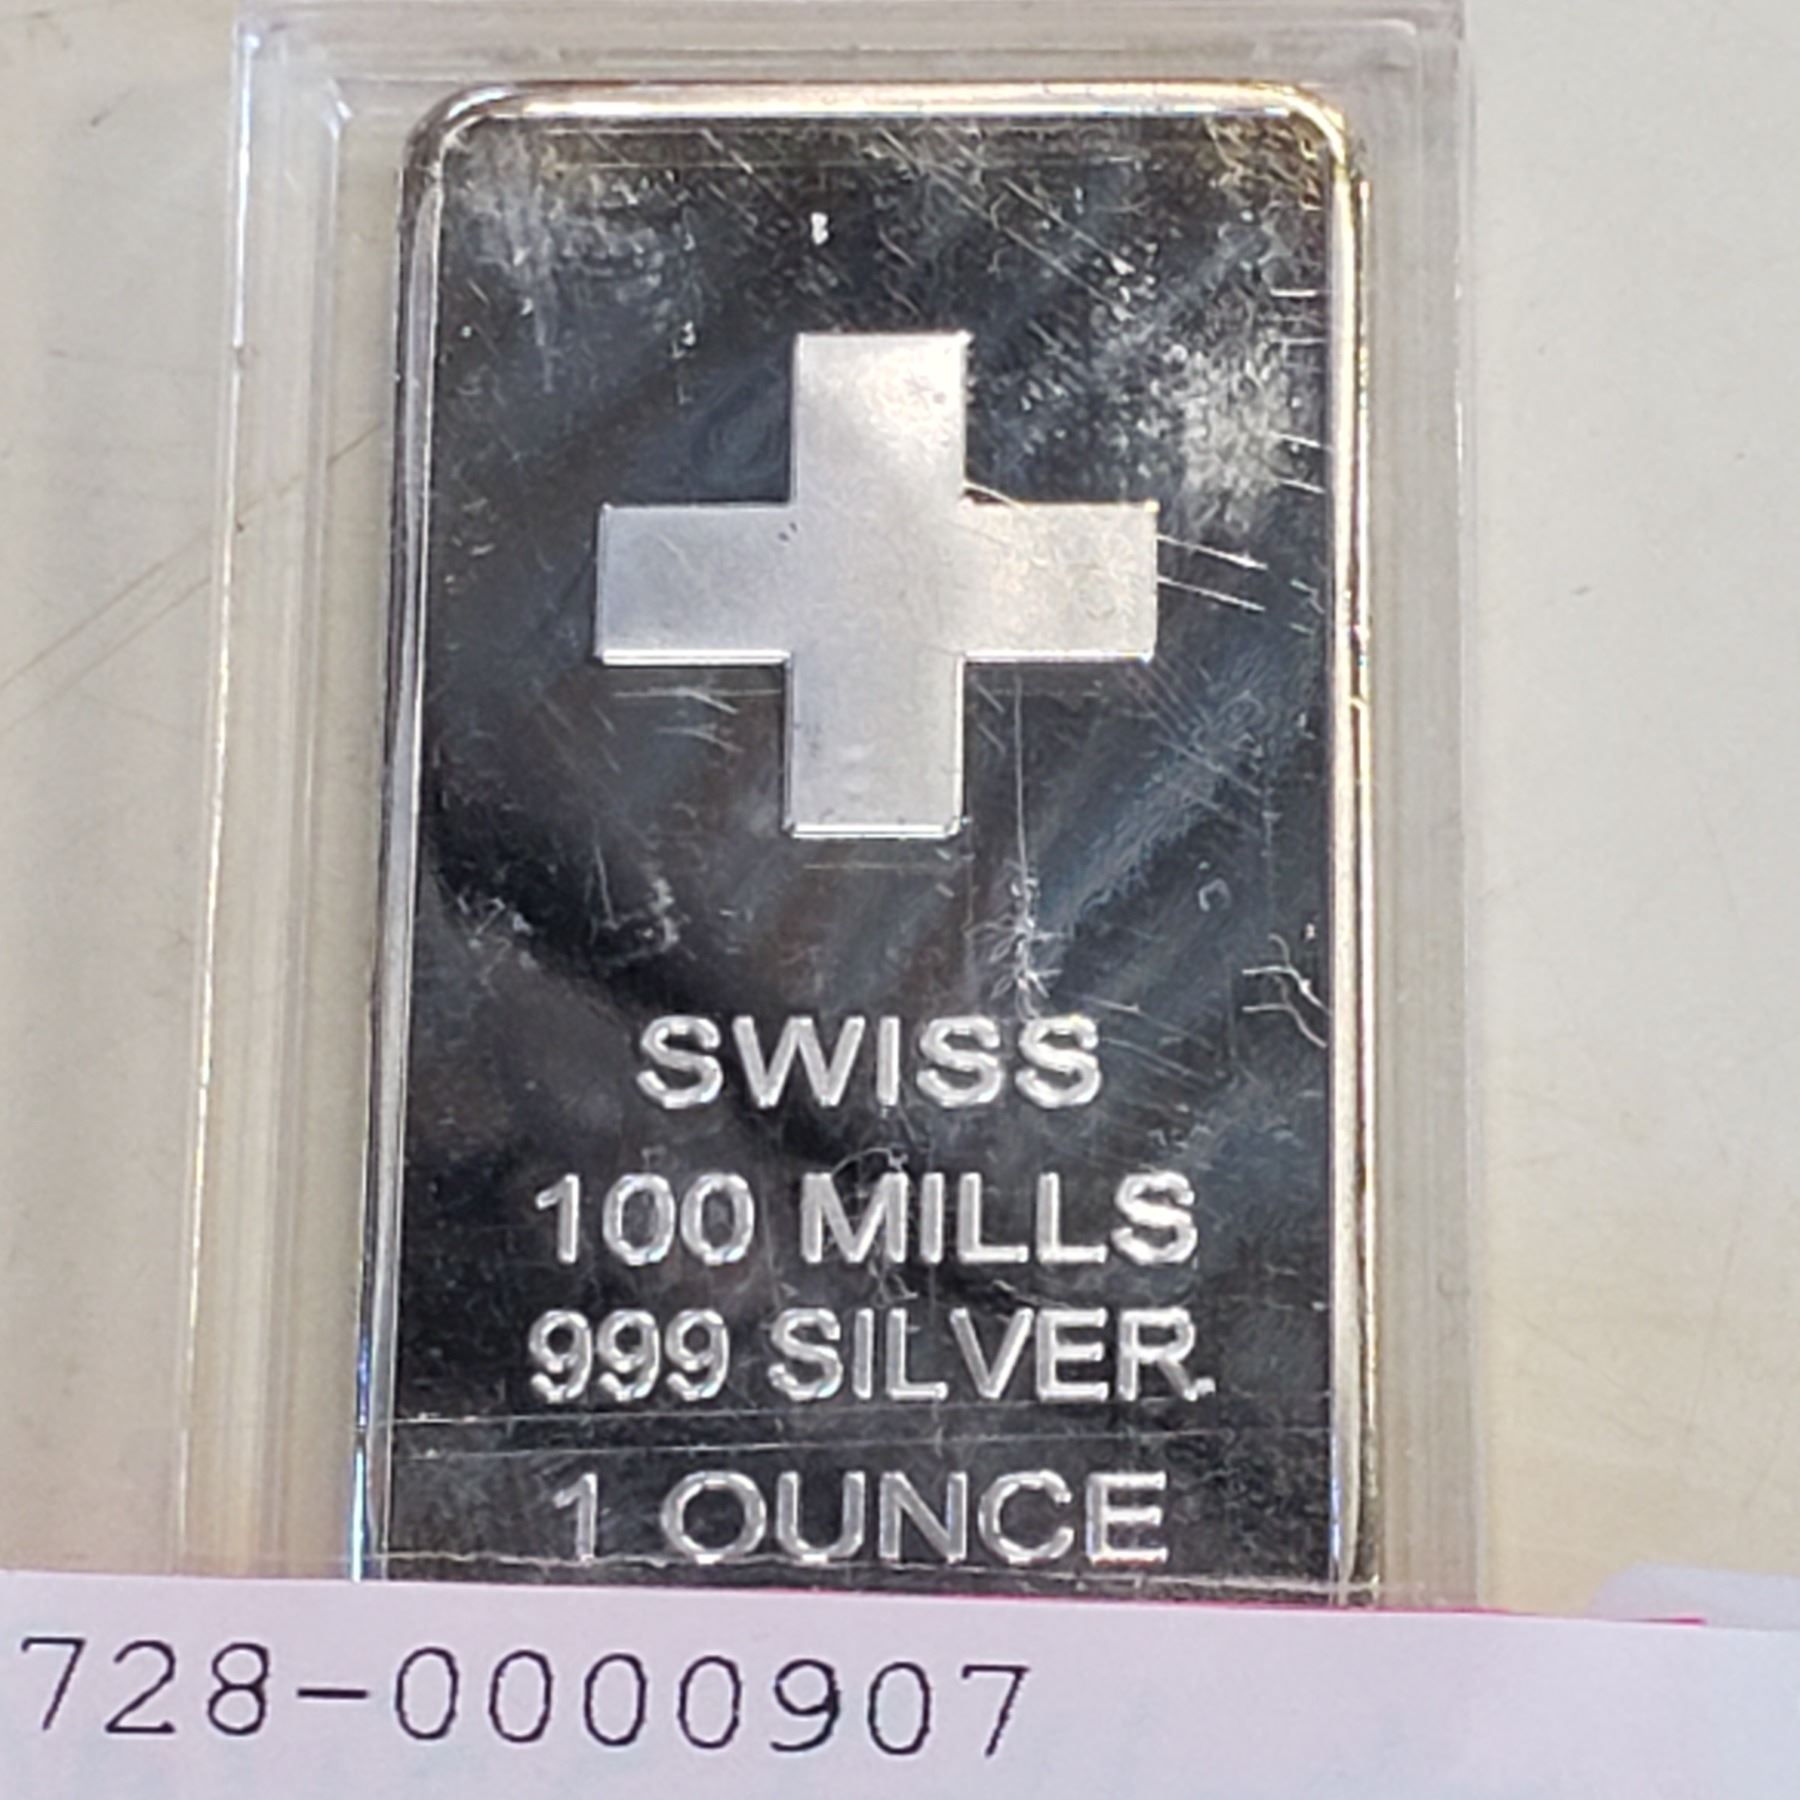 SWISS
100 MILLS
999 SILVER
1 OUNCE
728-0000907